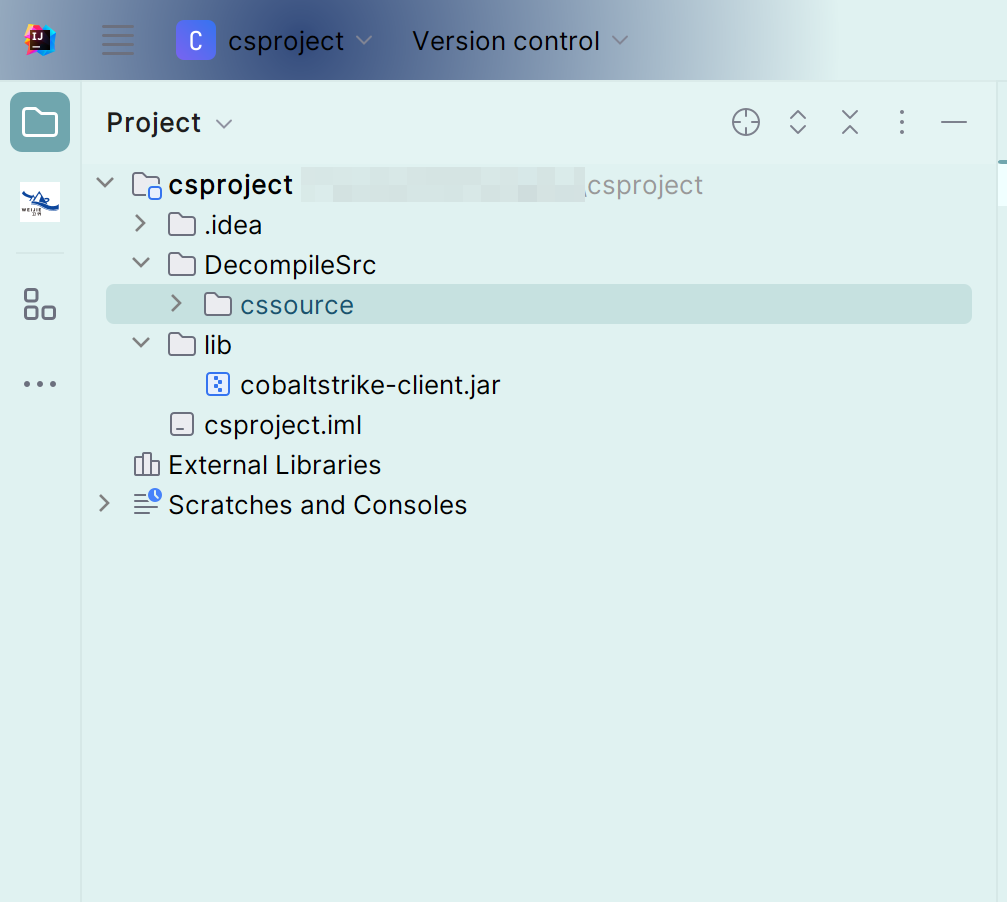 IJ
C csproject Version control
Project
csproject \csproject
.idea
DecompileSrc
cssource
WEIJIE
lib
cobaltstrike-client.jar
csproject.iml
External Libraries
Scratches and Consoles